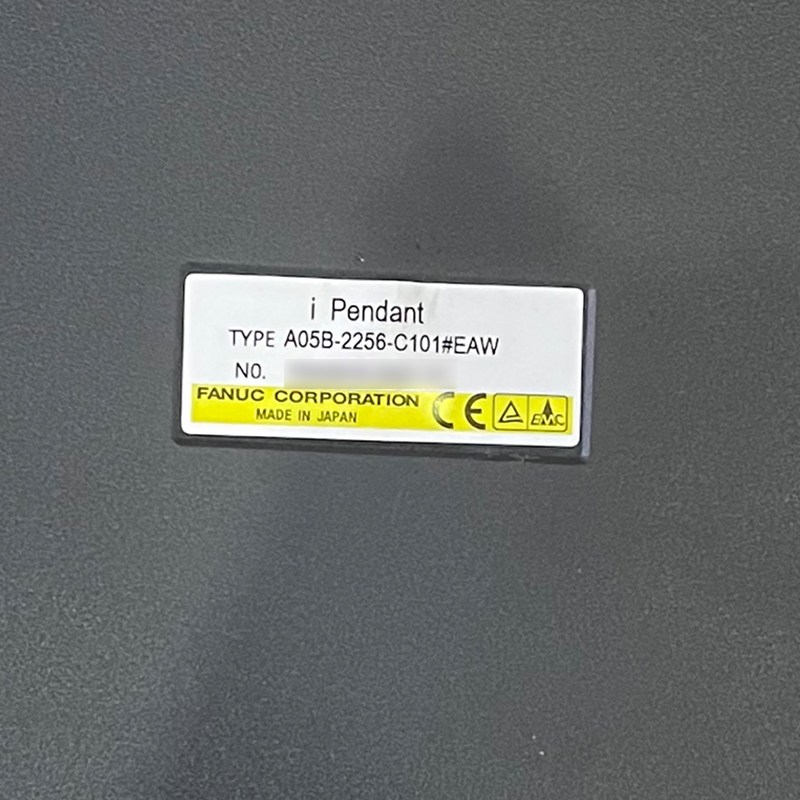 i Pendant
TYPE A05B-2256-C101#EAW
NO.
FANUC CORPORATION
MADE IN JAPAN
CE
EMC